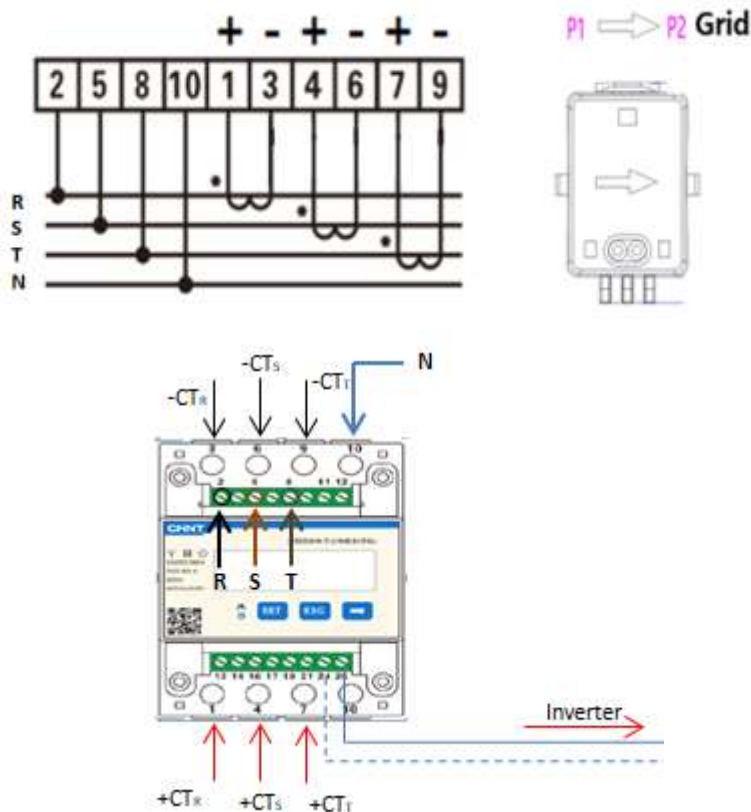 + - + - + -
P1 P2 Grid
2 5 8 10 1 3 4 6 7 9
R
S
T
N
-CTS
N
-CTT
-CTR
3 6 9 10
2 5 8 11 12
CHNT
R S T
SET ESC
13 14 16 17 19 21 24 25
1 4 7 10
Inverter
+CTR +CTS +CTT